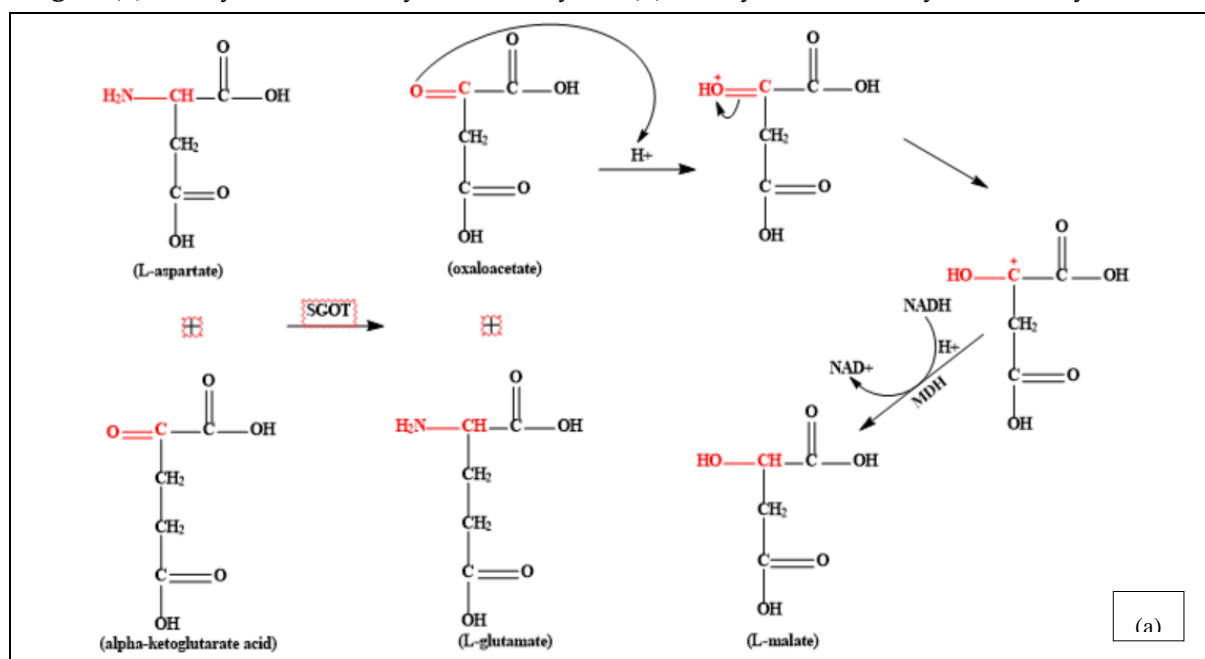 O
H₂N—CH—C—OH
CH₂
C=O
OH
(L-aspartate)
+
O
O=C—C—OH
CH₂
C=O
OH
(alpha-ketoglutarate acid)
CH₂
SGOT
O
O=C—C—OH
CH₂
C=O
OH
(oxaloacetate)
+
O
H₂N—CH—C—OH
CH₂
CH₂
C=O
OH
(L-glutamate)
H+
O
+
HO=C—C—OH
CH₂
C=O
OH
O
+
HO—C—C—OH
CH₂
C=O
OH
NADH
H+
NAD+
MDH
O
HO—CH—C—OH
CH₂
C=O
OH
(L-malate)
(a)